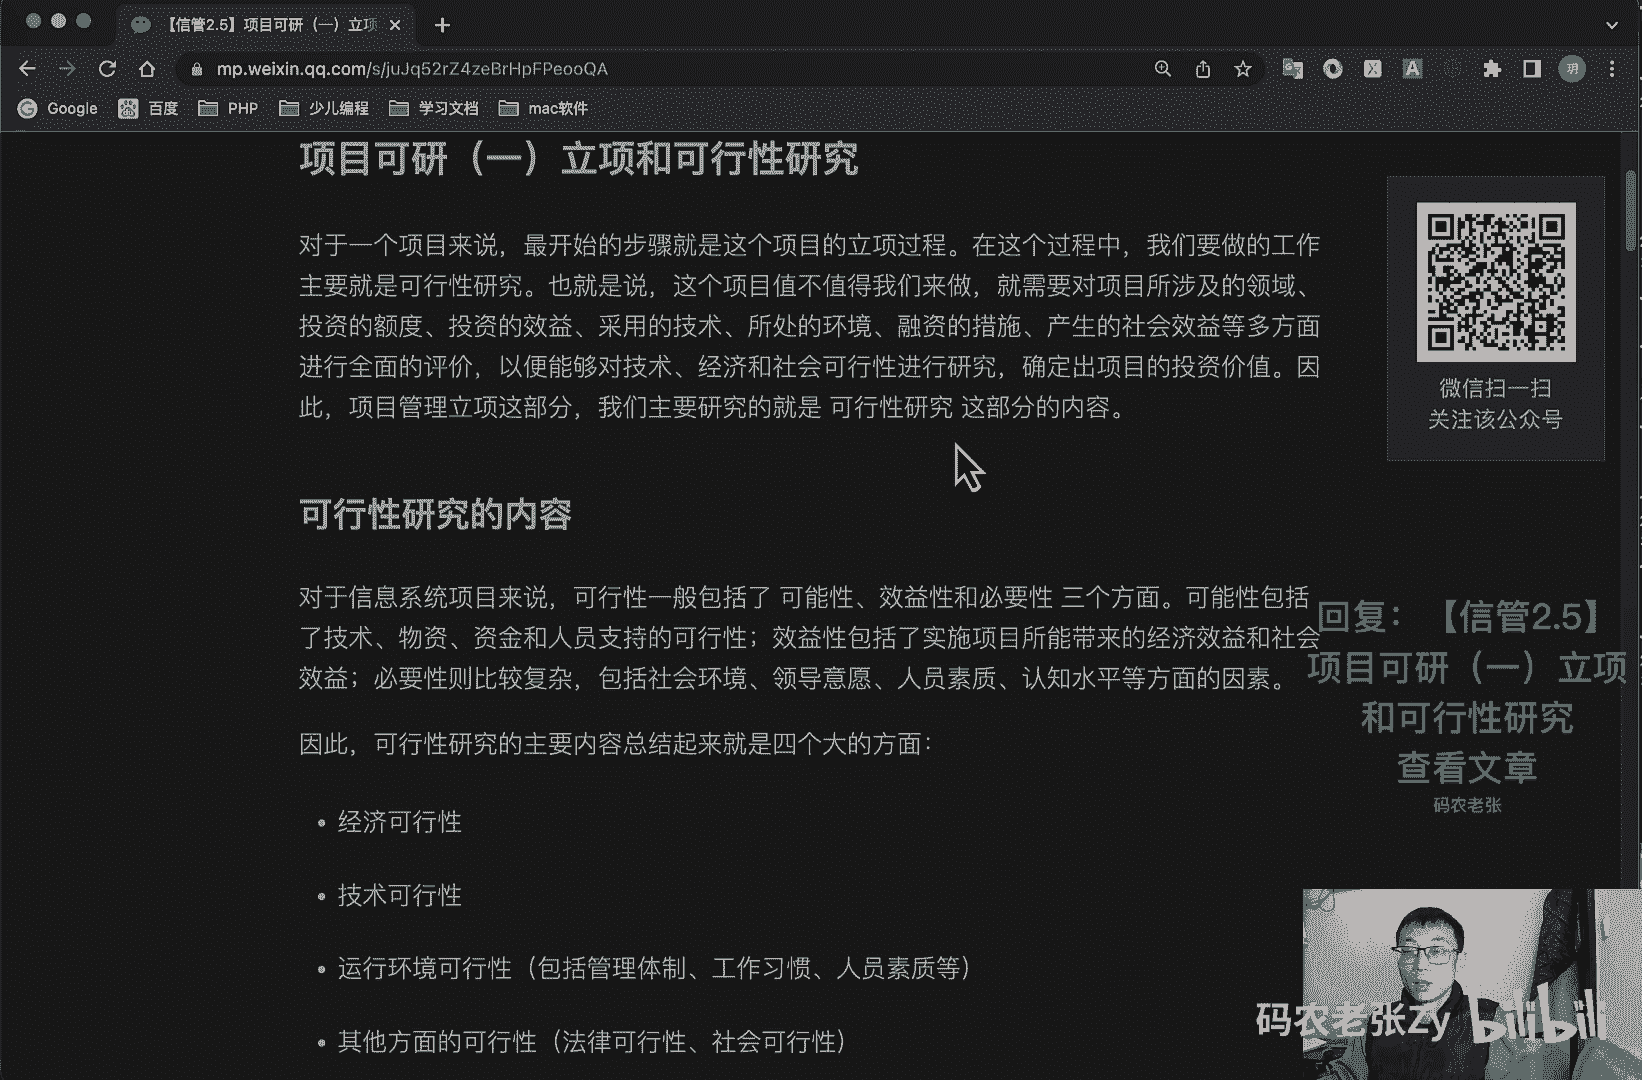 【信管2.5】项目可研（一）立项
mp.weixin.qq.com/s/juJq52rZ4zeBrHpFPeooQA
玥
Google
百度
PHP
少儿编程
学习文档
mac软件
项目可研（一）立项和可行性研究
对于一个项目来说，最开始的步骤就是这个项目的立项过程。在这个过程中，我们要做的工作
主要就是可行性研究。也就是说，这个项目值不值得我们来做，就需要对项目所涉及的领域、
投资的额度、投资的效益、采用的技术、所处的环境、融资的措施、产生的社会效益等多方面
进行全面的评价，以便能够对技术、经济和社会可行性进行研究，确定出项目的投资价值。因
此，项目管理立项这部分，我们主要研究的就是 可行性研究 这部分的内容。
微信扫一扫
关注该公众号
可行性研究的内容
对于信息系统项目来说，可行性一般包括了 可能性、效益性和必要性 三个方面。可能性包括
了技术、物资、资金和人员支持的可行性；效益性包括了实施项目所能带来的经济效益和社会
效益；必要性则比较复杂，包括社会环境、领导意愿、人员素质、认知水平等方面的因素。
因此，可行性研究的主要内容总结起来就是四个大的方面：
• 经济可行性
• 技术可行性
• 运行环境可行性（包括管理体制、工作习惯、人员素质等）
• 其他方面的可行性（法律可行性、社会可行性）
回复：【信管2.5】
项目可研（一）立项
和可行性研究
查看文章
码农老张
码农老张Zy bilibili